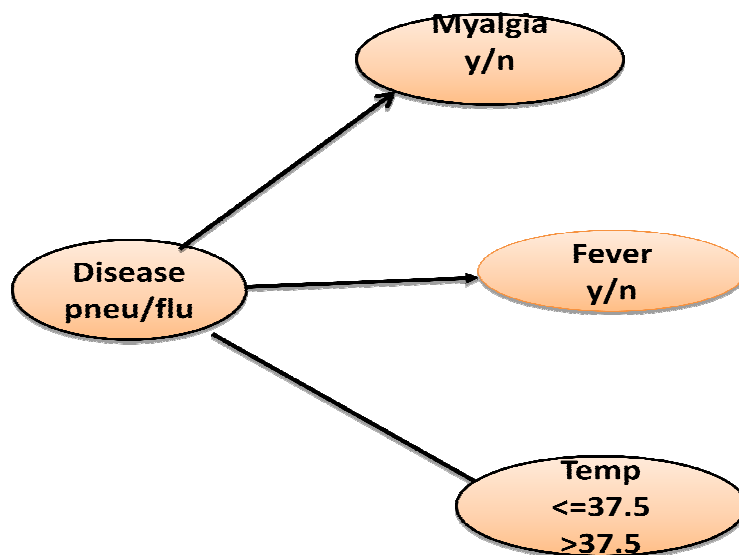 Myalgia
y/n
Disease
pneu/flu
Fever
y/n
Temp
<=37.5
>37.5